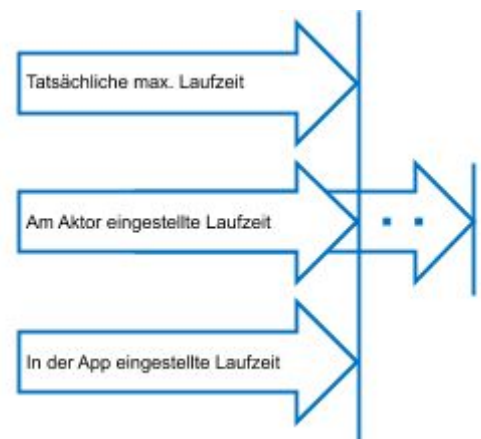 Tatsächliche max. Laufzeit
Am Aktor eingestellte Laufzeit
In der App eingestellte Laufzeit